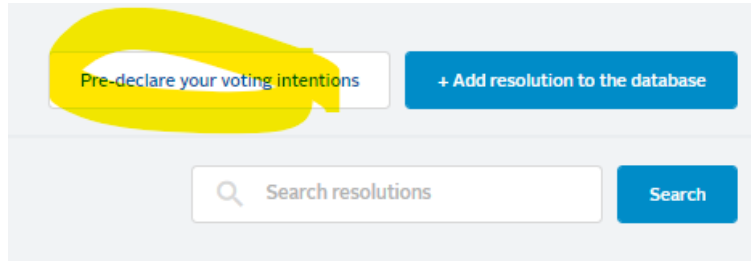 Pre-declare your voting intentions
+ Add resolution to the database
Search resolutions
Search